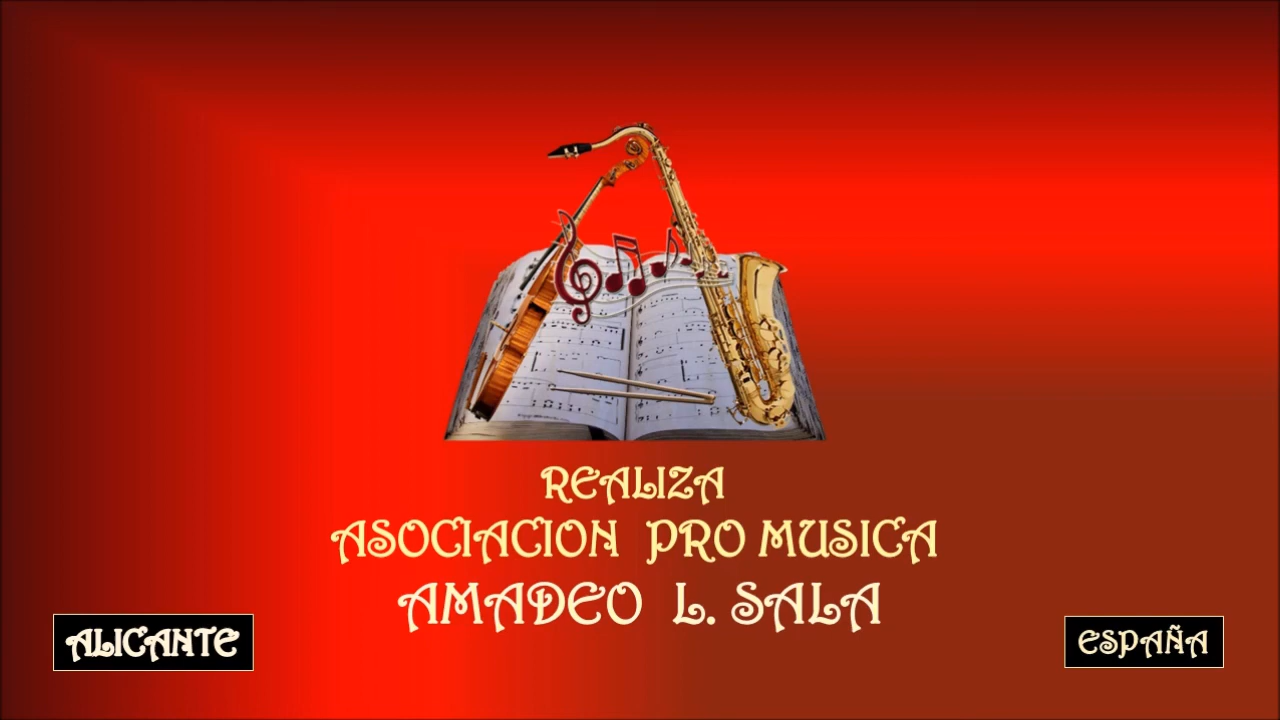 REALIZA
ASOCIACION PRO MUSICA
AMADEO L. SALA
ALICANTE
ESPAÑA